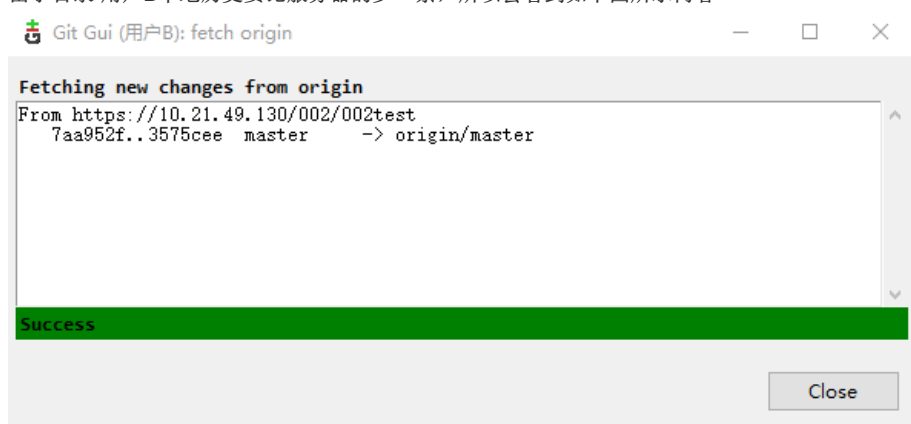 Git Gui (用户B): fetch origin
Fetching new changes from origin
From https://10.21.49.130/002/002test
7aa952f..3575cee master -> origin/master
Success
Close